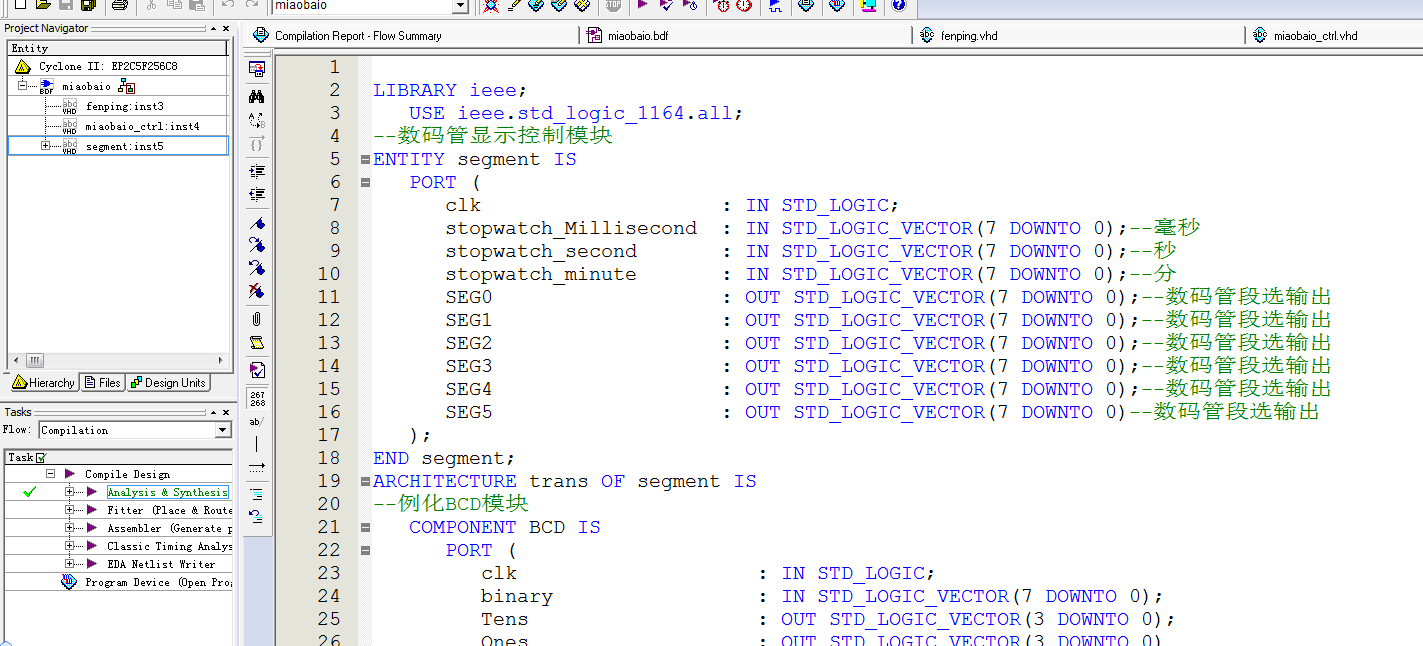 miaobaio
Project Navigator
Entity
Cyclone II: EP2C5F256C8
miaobaio
fenping:inst3
miaobaio_ctrl:inst4
segment:inst5
Hierarchy
Files
Design Units
Tasks
Flow:
Compilation
Task
Compile Design
Analysis & Synthesis
Fitter (Place & Route
Assembler (Generate p
Classic Timing Analys
EDA Netlist Writer
Program Device (Open Pro
Compilation Report - Flow Summary
miaobaio.bdf
fenping.vhd
miaobaio_ctrl.vhd
1
2 LIBRARY ieee;
3 USE ieee.std_logic_1164.all;
4 --数码管显示控制模块
5 ENTITY segment IS
6 PORT (
7 clk : IN STD_LOGIC;
8 stopwatch_Millisecond : IN STD_LOGIC_VECTOR(7 DOWNTO 0);--毫秒
9 stopwatch_second : IN STD_LOGIC_VECTOR(7 DOWNTO 0);--秒
10 stopwatch_minute : IN STD_LOGIC_VECTOR(7 DOWNTO 0);--分
11 SEG0 : OUT STD_LOGIC_VECTOR(7 DOWNTO 0);--数码管段选输出
12 SEG1 : OUT STD_LOGIC_VECTOR(7 DOWNTO 0);--数码管段选输出
13 SEG2 : OUT STD_LOGIC_VECTOR(7 DOWNTO 0);--数码管段选输出
14 SEG3 : OUT STD_LOGIC_VECTOR(7 DOWNTO 0);--数码管段选输出
15 SEG4 : OUT STD_LOGIC_VECTOR(7 DOWNTO 0);--数码管段选输出
16 SEG5 : OUT STD_LOGIC_VECTOR(7 DOWNTO 0)--数码管段选输出
17 );
18 END segment;
19 ARCHITECTURE trans OF segment IS
20 --例化BCD模块
21 COMPONENT BCD IS
22 PORT (
23 clk : IN STD_LOGIC;
24 binary : IN STD_LOGIC_VECTOR(7 DOWNTO 0);
25 Tens : OUT STD_LOGIC_VECTOR(3 DOWNTO 0);
26 Ones : OUT STD_LOGIC_VECTOR(3 DOWNTO 0)